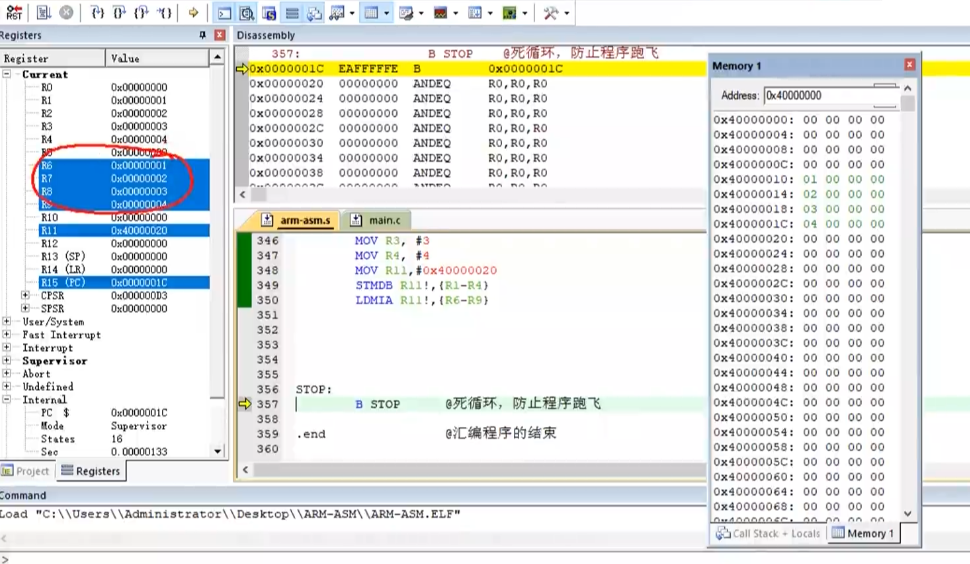 RST
Registers
Register Value
Current
R0 0x00000000
R1 0x00000001
R2 0x00000002
R3 0x00000003
R4 0x00000004
R5 0x00000000
R6 0x00000001
R7 0x00000002
R8 0x00000003
R9 0x00000004
R10 0x00000000
R11 0x40000020
R12 0x00000000
R13 (SP) 0x00000000
R14 (LR) 0x00000000
R15 (PC) 0x0000001C
CPSR 0x000000D3
SPSR 0x00000000
User/System
Fast Interrupt
Interrupt
Supervisor
Abort
Undefined
Internal
PC $ 0x0000001C
Mode Supervisor
States 16
Sec 0.00000133
Project Registers
Disassembly
357: B STOP @死循环，防止程序跑飞
0x0000001C EAFFFFFE B 0x0000001C
0x00000020 00000000 ANDEQ R0,R0,R0
0x00000024 00000000 ANDEQ R0,R0,R0
0x00000028 00000000 ANDEQ R0,R0,R0
0x0000002C 00000000 ANDEQ R0,R0,R0
0x00000030 00000000 ANDEQ R0,R0,R0
0x00000034 00000000 ANDEQ R0,R0,R0
0x00000038 00000000 ANDEQ R0,R0,R0
0x0000003C 00000000 ANDEQ R0,R0,R0
arm-asm.s main.c
346 MOV R3, #3
347 MOV R4, #4
348 MOV R11,#0x40000020
349 STMDB R11!,{R1-R4}
350 LDMIA R11!,{R6-R9}
351
352
353
354
355
356 STOP:
357 B STOP @死循环，防止程序跑飞
358
359 .end @汇编程序的结束
360
Memory 1
Address: 0x40000000
0x40000000: 00 00 00 00
0x40000004: 00 00 00 00
0x40000008: 00 00 00 00
0x4000000C: 00 00 00 00
0x40000010: 01 00 00 00
0x40000014: 02 00 00 00
0x40000018: 03 00 00 00
0x4000001C: 04 00 00 00
0x40000020: 00 00 00 00
0x40000024: 00 00 00 00
0x40000028: 00 00 00 00
0x4000002C: 00 00 00 00
0x40000030: 00 00 00 00
0x40000034: 00 00 00 00
0x40000038: 00 00 00 00
0x4000003C: 00 00 00 00
0x40000040: 00 00 00 00
0x40000044: 00 00 00 00
0x40000048: 00 00 00 00
0x4000004C: 00 00 00 00
0x40000050: 00 00 00 00
0x40000054: 00 00 00 00
0x40000058: 00 00 00 00
0x4000005C: 00 00 00 00
0x40000060: 00 00 00 00
0x40000064: 00 00 00 00
0x40000068: 00 00 00 00
0x4000006C: 00 00 00 00
Call Stack + Locals Memory 1
Command
Load "C:\\Users\\Administrator\\Desktop\\ARM-ASM\\ARM-ASM.ELF"
>